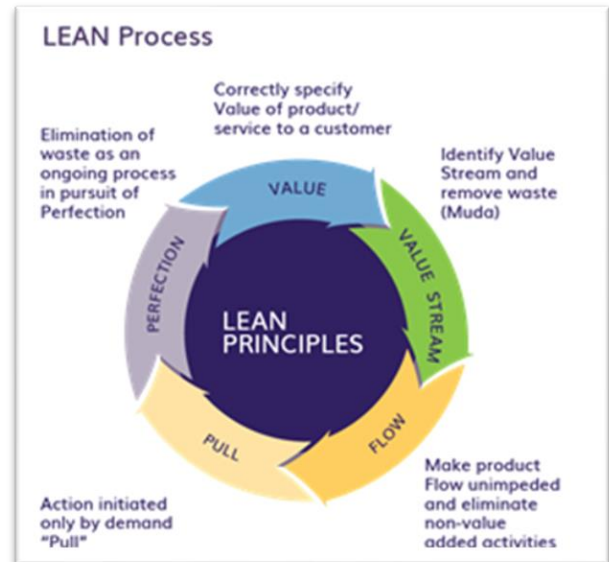 LEAN Process
Correctly specify
Value of product/
service to a customer
Elimination of
waste as an
ongoing process
in pursuit of
Perfection
Identify Value
Stream and
remove waste
(Muda)
VALUE
VALUE STREAM
PERFECTION
LEAN
PRINCIPLES
PULL
FLOW
Make product
Flow unimpeded
and eliminate
non-value
added activities
Action initiated
only by demand
“Pull”